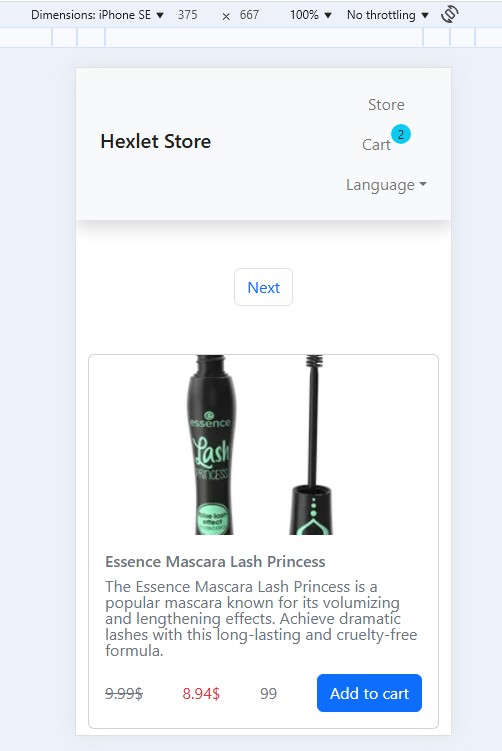 Dimensions: iPhone SE ▼ 375 × 667 100% ▼ No throttling ▼
Store
Hexlet Store
Cart 2
Language
Next
essence
Lash
PRINCESS
false lash
effect
Essence Mascara Lash Princess
The Essence Mascara Lash Princess is a
popular mascara known for its volumizing
and lengthening effects. Achieve dramatic
lashes with this long-lasting and cruelty-free
formula.
9.99$ 8.94$ 99 Add to cart